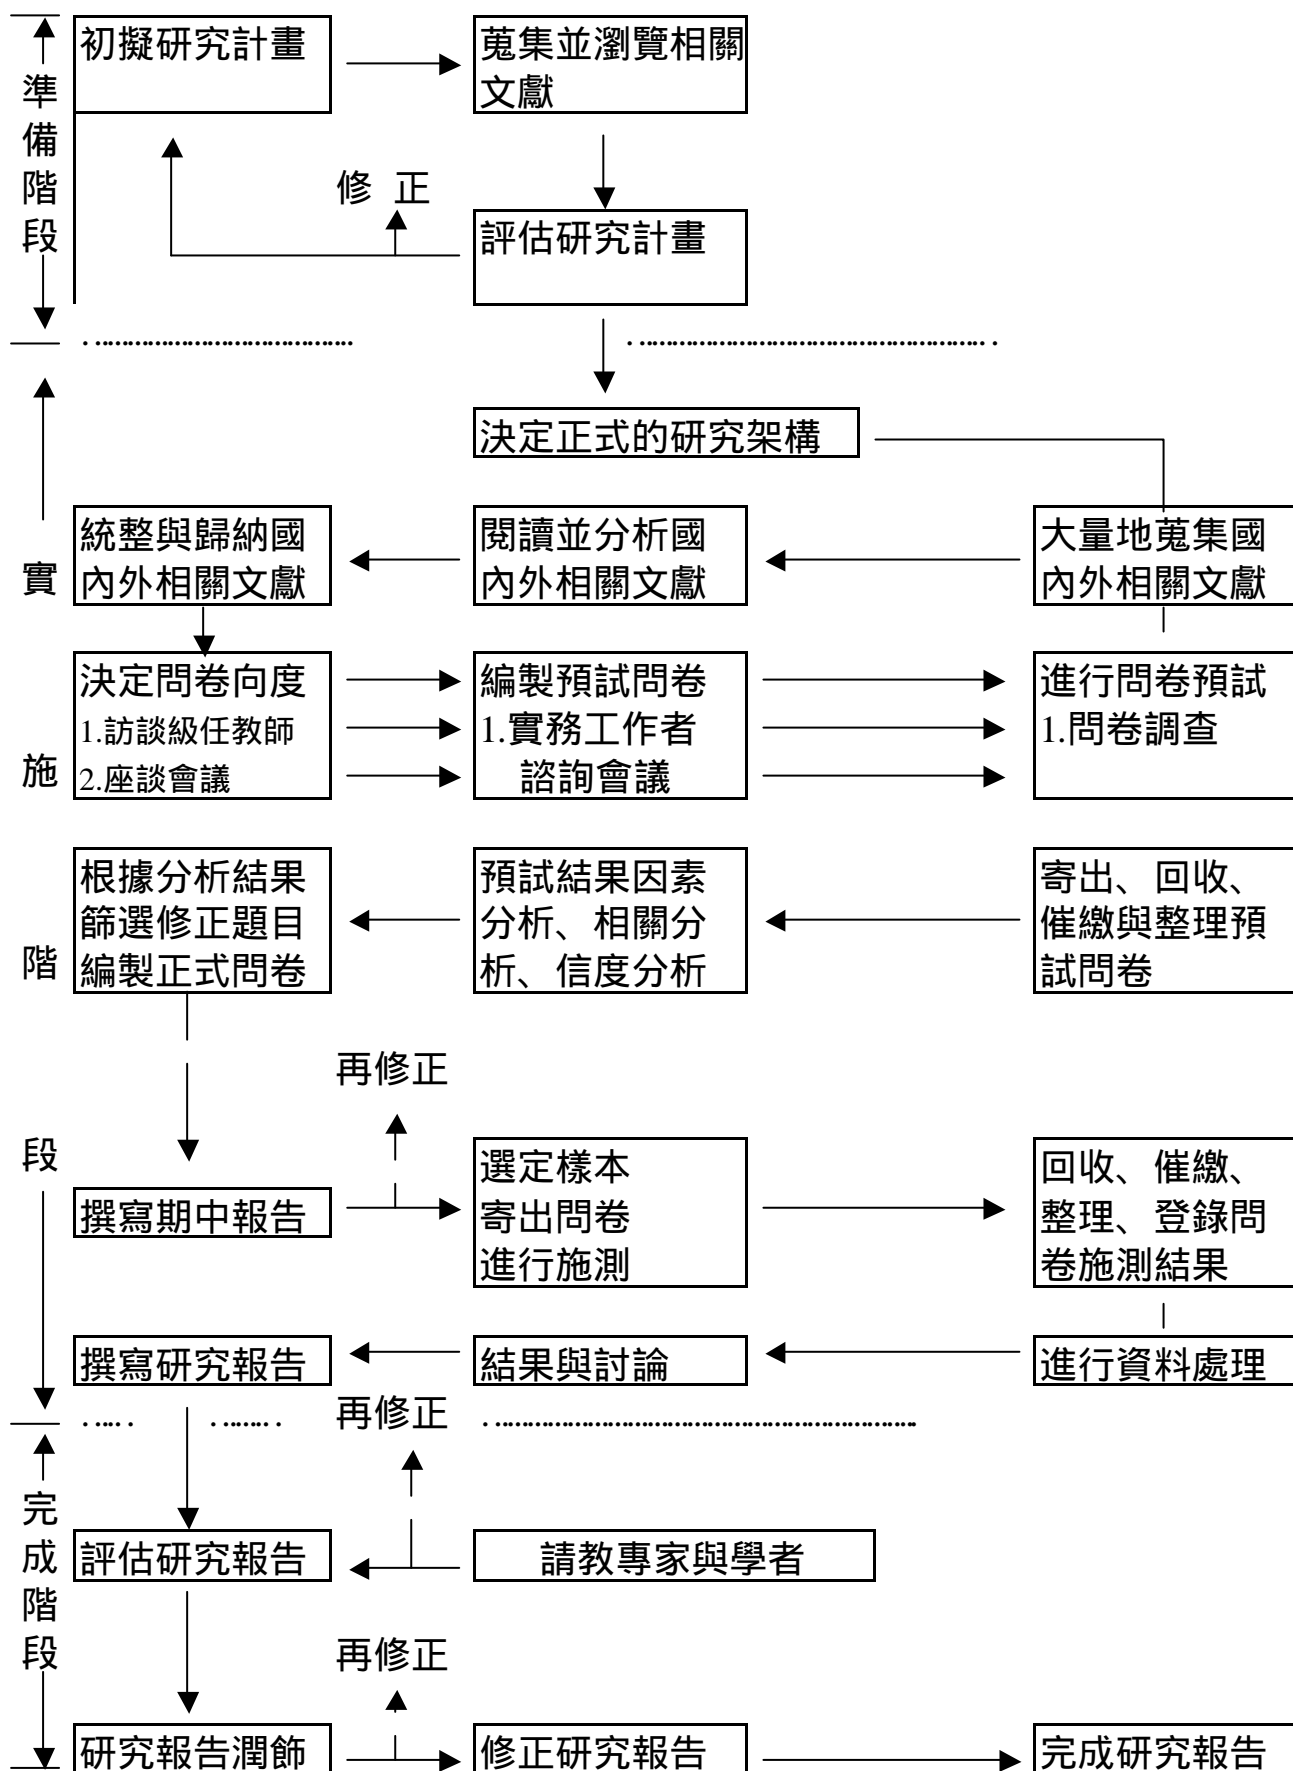 準備階段
初擬研究計畫
蒐集並瀏覽相關
文獻
修 正
評估研究計畫
實施階段
決定正式的研究架構
統整與歸納國
內外相關文獻
閱讀並分析國
內外相關文獻
大量地蒐集國
內外相關文獻
決定問卷向度
1.訪談級任教師
2.座談會議
編製預試問卷
1.實務工作者
諮詢會議
進行問卷預試
1.問卷調查
根據分析結果
篩選修正題目
編製正式問卷
預試結果因素
分析、相關分
析、信度分析
寄出、回收、
催繳與整理預
試問卷
再修正
撰寫期中報告
選定樣本
寄出問卷
進行施測
回收、催繳、
整理、登錄問
卷施測結果
撰寫研究報告
結果與討論
進行資料處理
再修正
完成階段
評估研究報告
請教專家與學者
再修正
研究報告潤飾
修正研究報告
完成研究報告